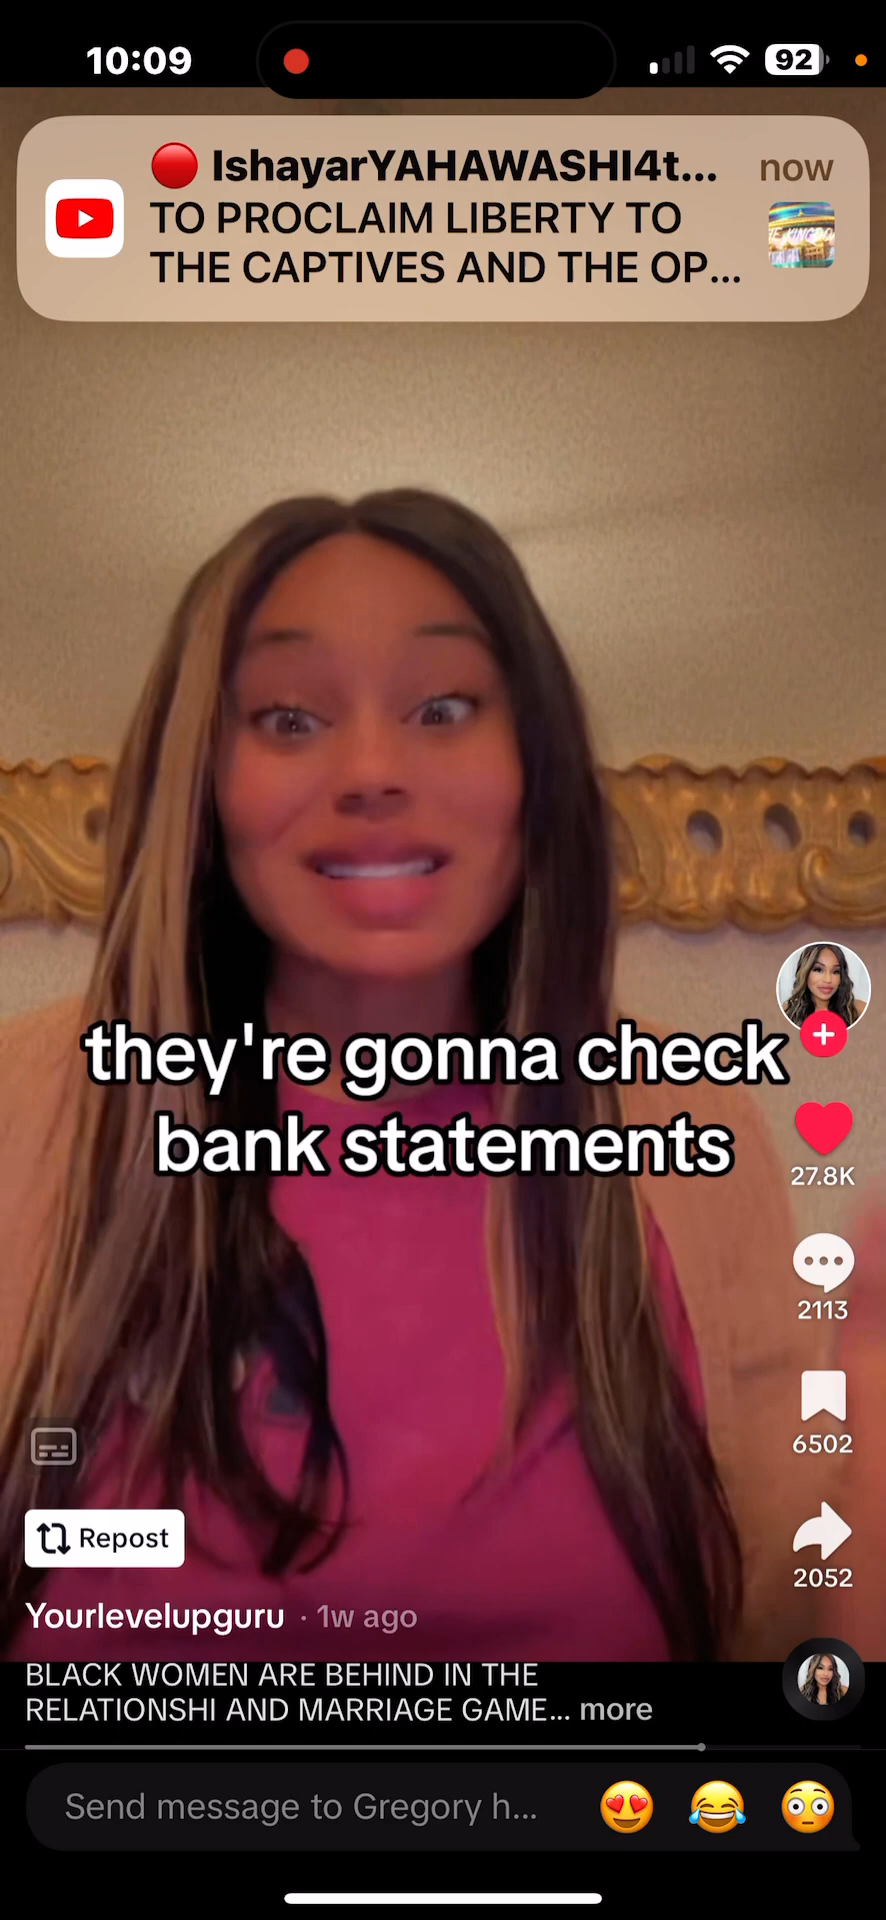 10:09
92
IshayarYAHAWASHI4t...
now
TO PROCLAIM LIBERTY TO
THE CAPTIVES AND THE OP...
they're gonna check
bank statements
27.8K
2113
6502
Repost
2052
Yourlevelupguru · 1w ago
BLACK WOMEN ARE BEHIND IN THE
RELATIONSHI AND MARRIAGE GAME... more
Send message to Gregory h...